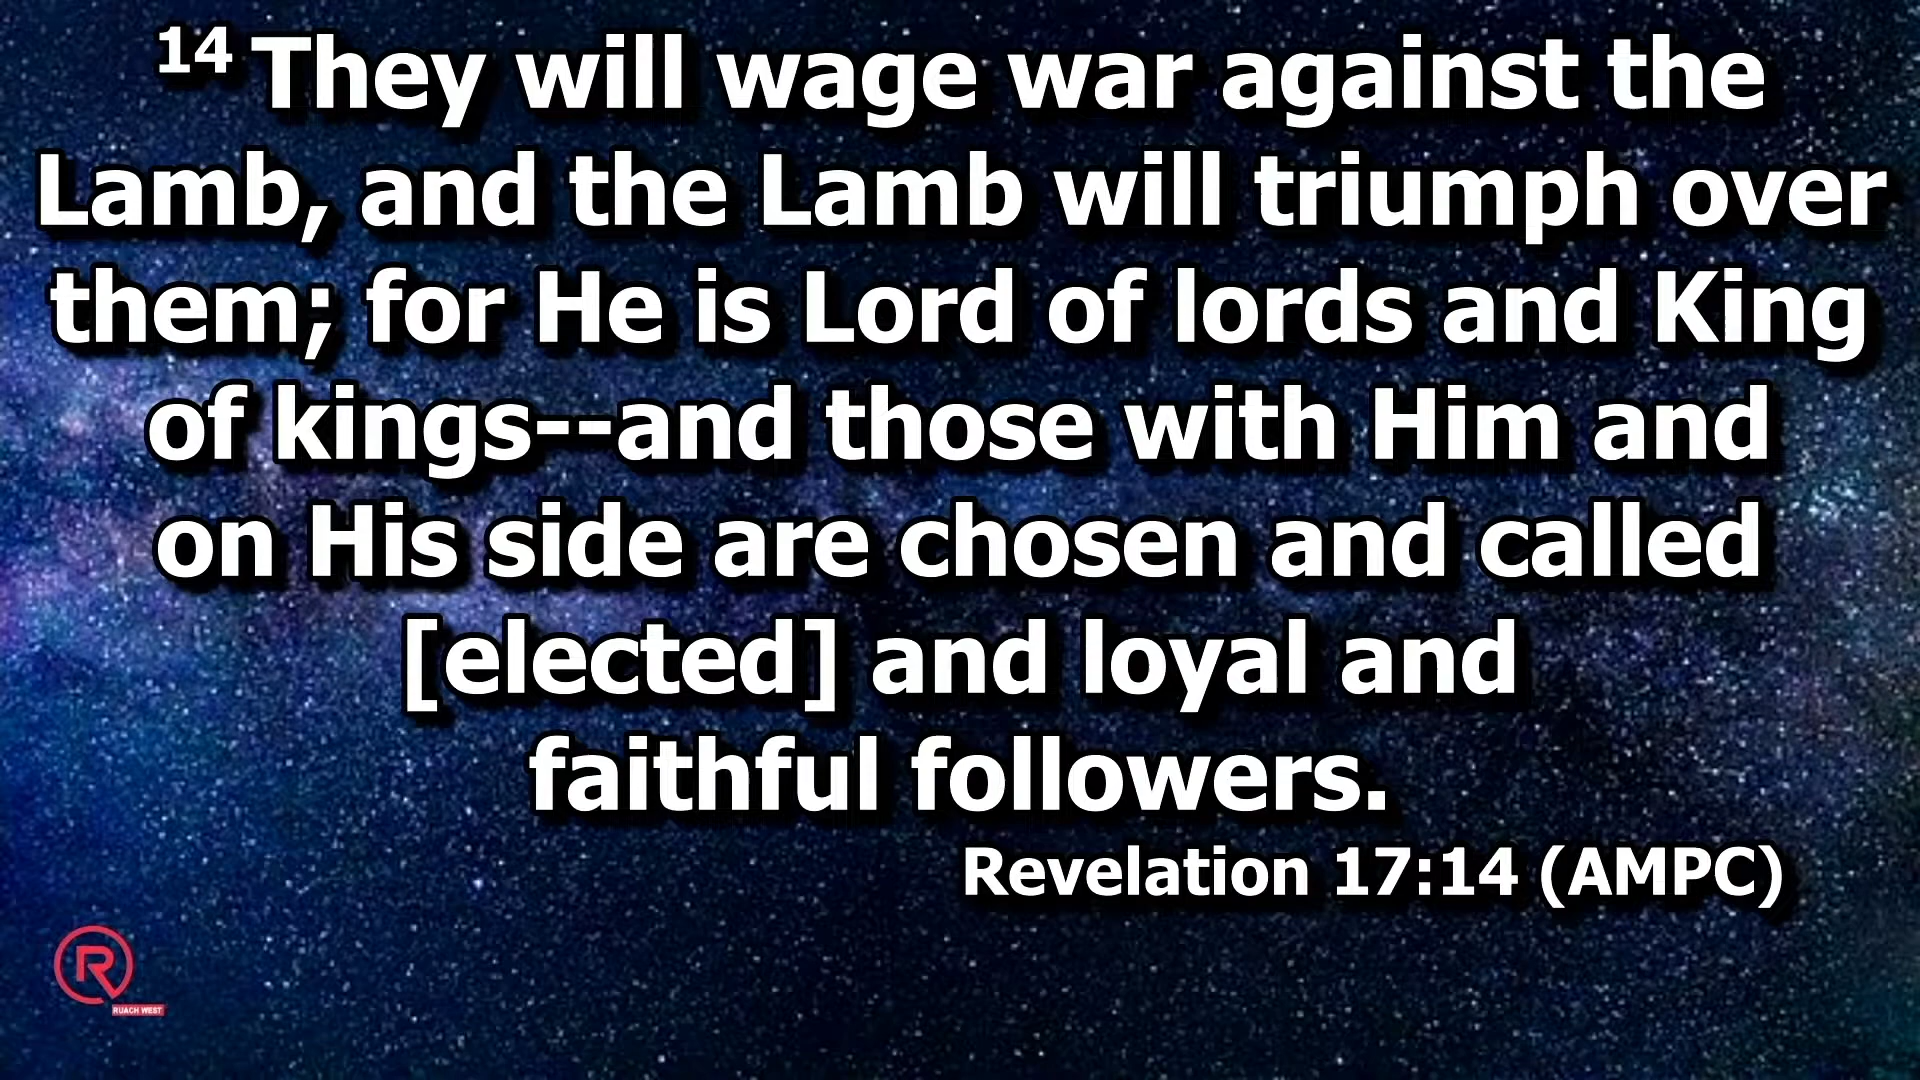 14 They will wage war against the
Lamb, and the Lamb will triumph over
them; for He is Lord of lords and King
of kings--and those with Him and
on His side are chosen and called
[elected] and loyal and
faithful followers.
Revelation 17:14 (AMPC)
R
RUACH WEST